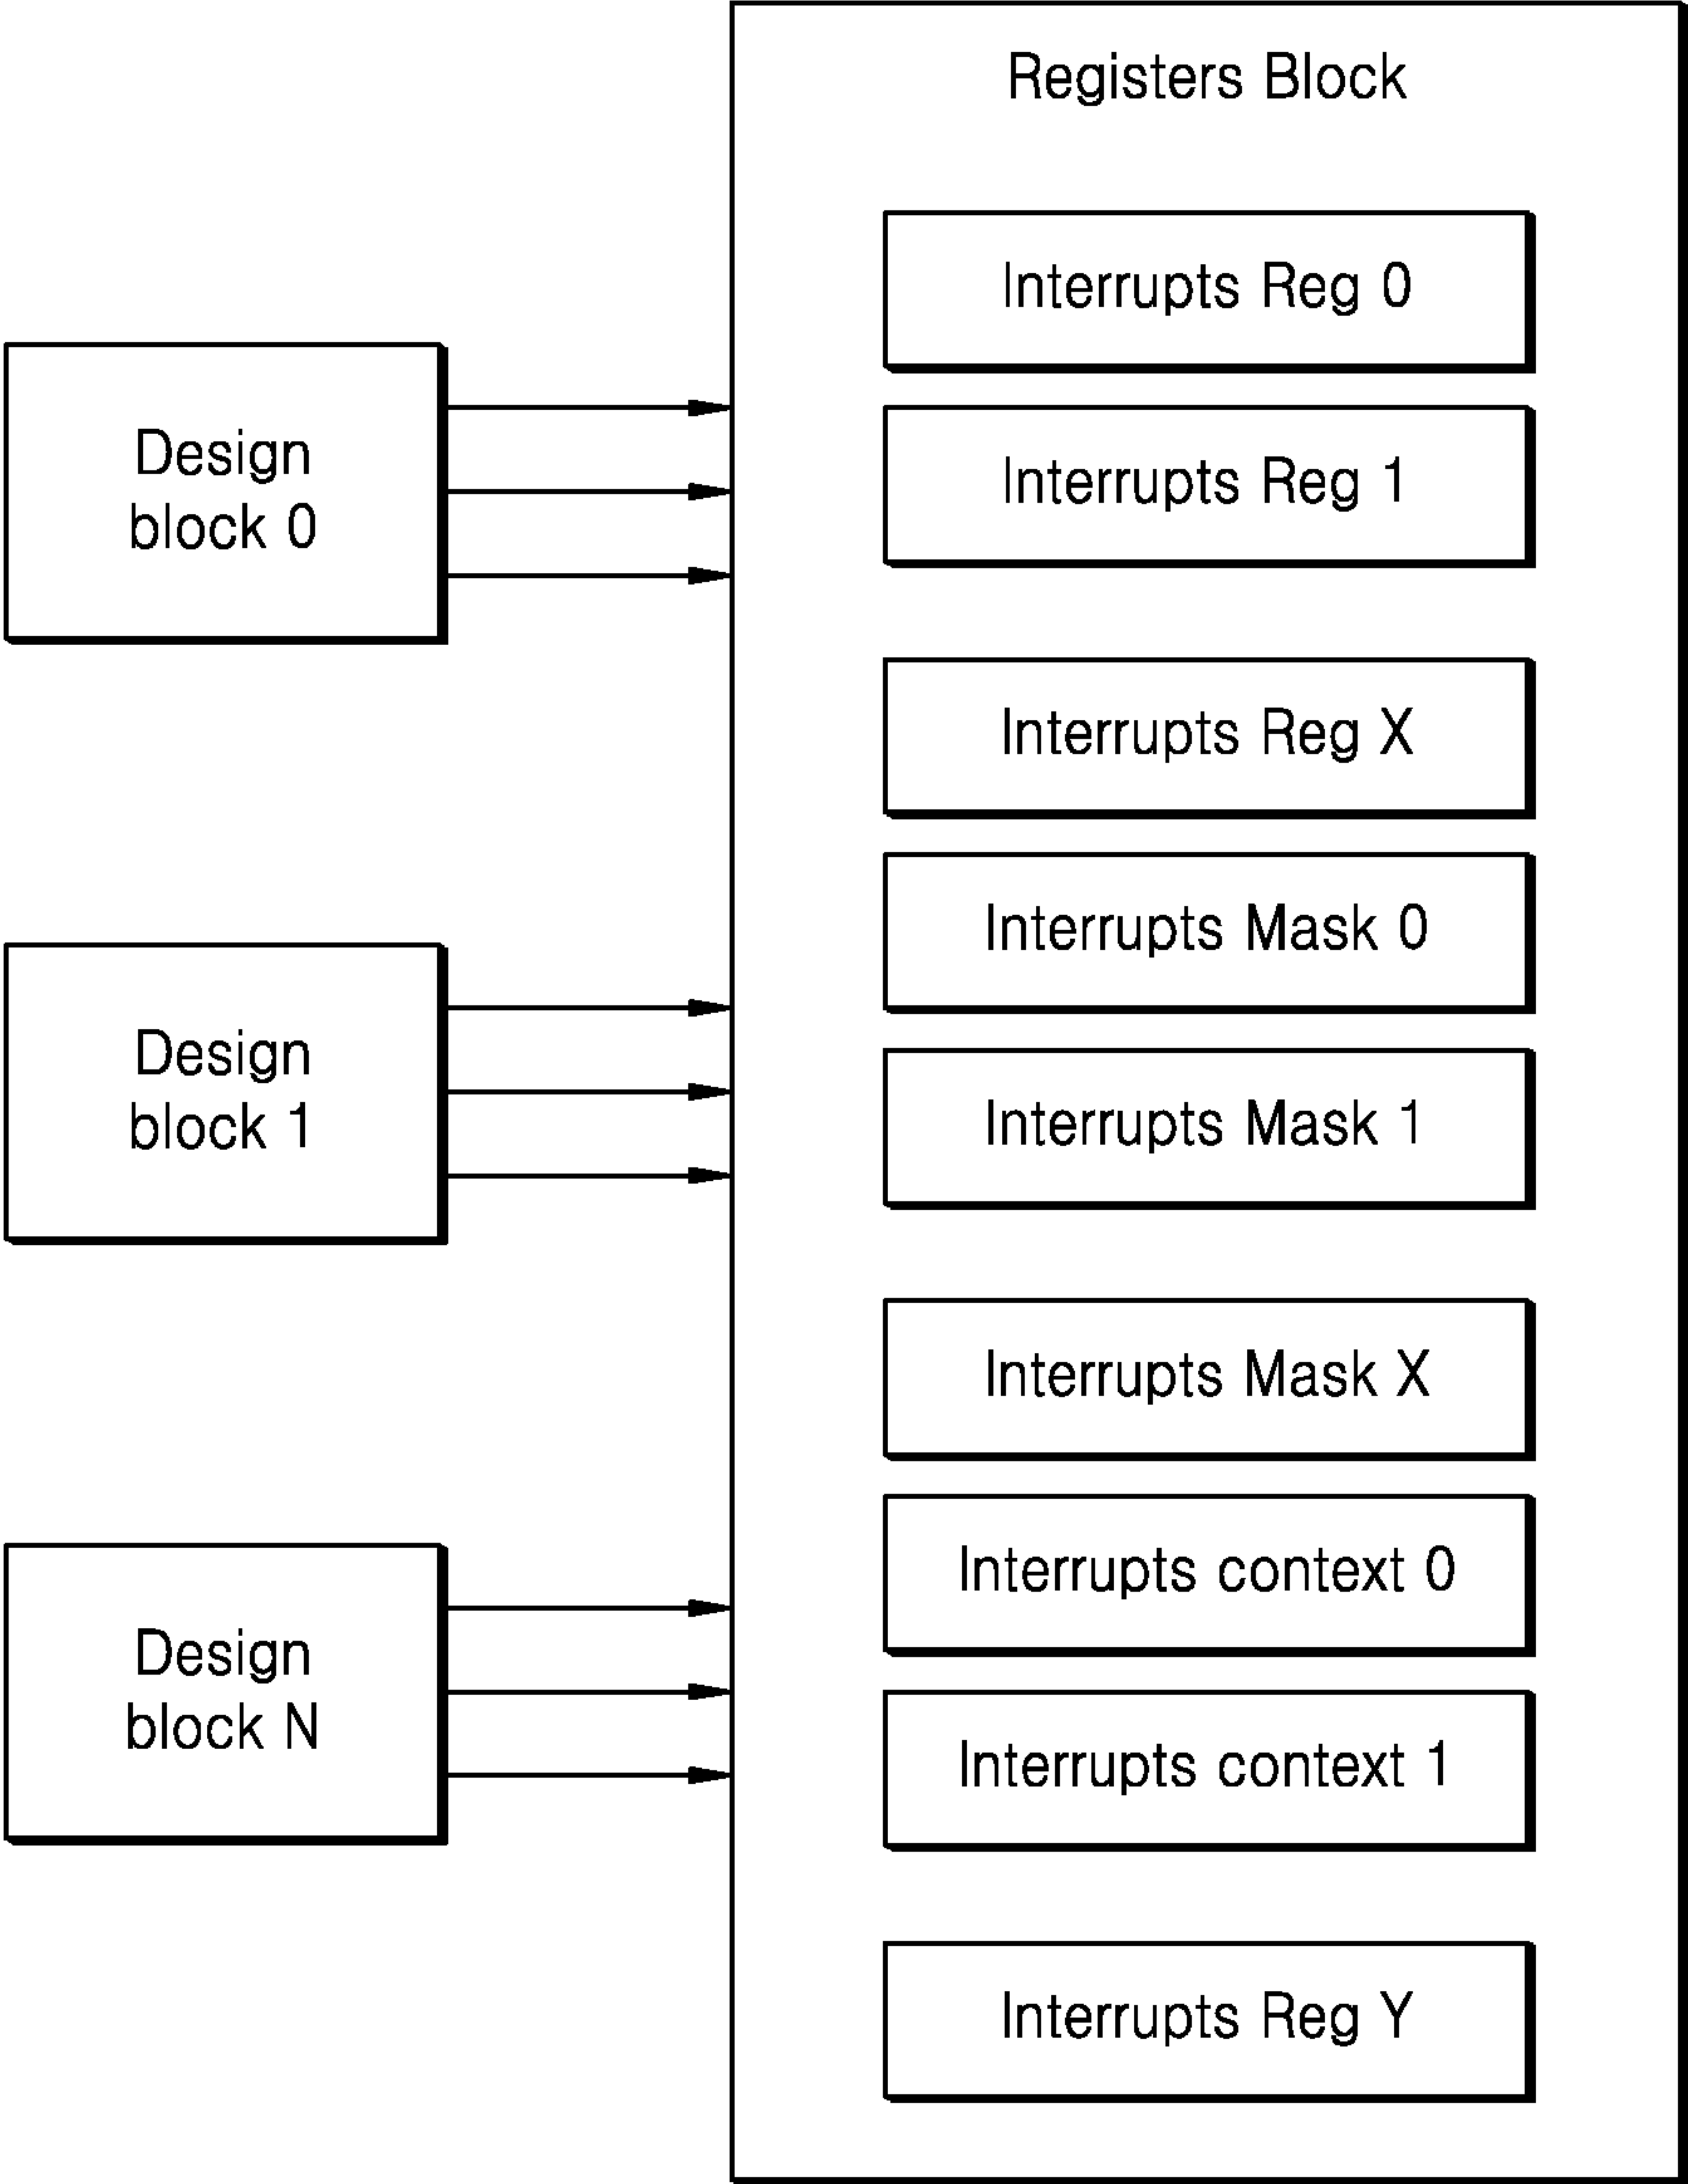 Registers Block
Interrupts Reg 0
Design
block 0
Interrupts Reg 1
Interrupts Reg X
Interrupts Mask 0
Design
block 1
Interrupts Mask 1
Interrupts Mask X
Interrupts context 0
Design
block N
Interrupts context 1
Interrupts Reg Y